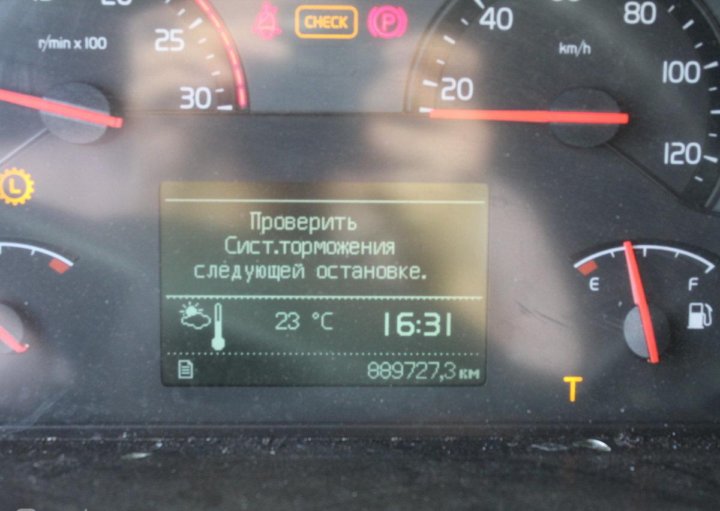 20
40
80
25
CHECK
P
r/min x 100
km/h
100
30
20
120
L
Проверить
Сист.торможения
следующей остановке.
E
F
23 °C
16:31
889727,3 км
T